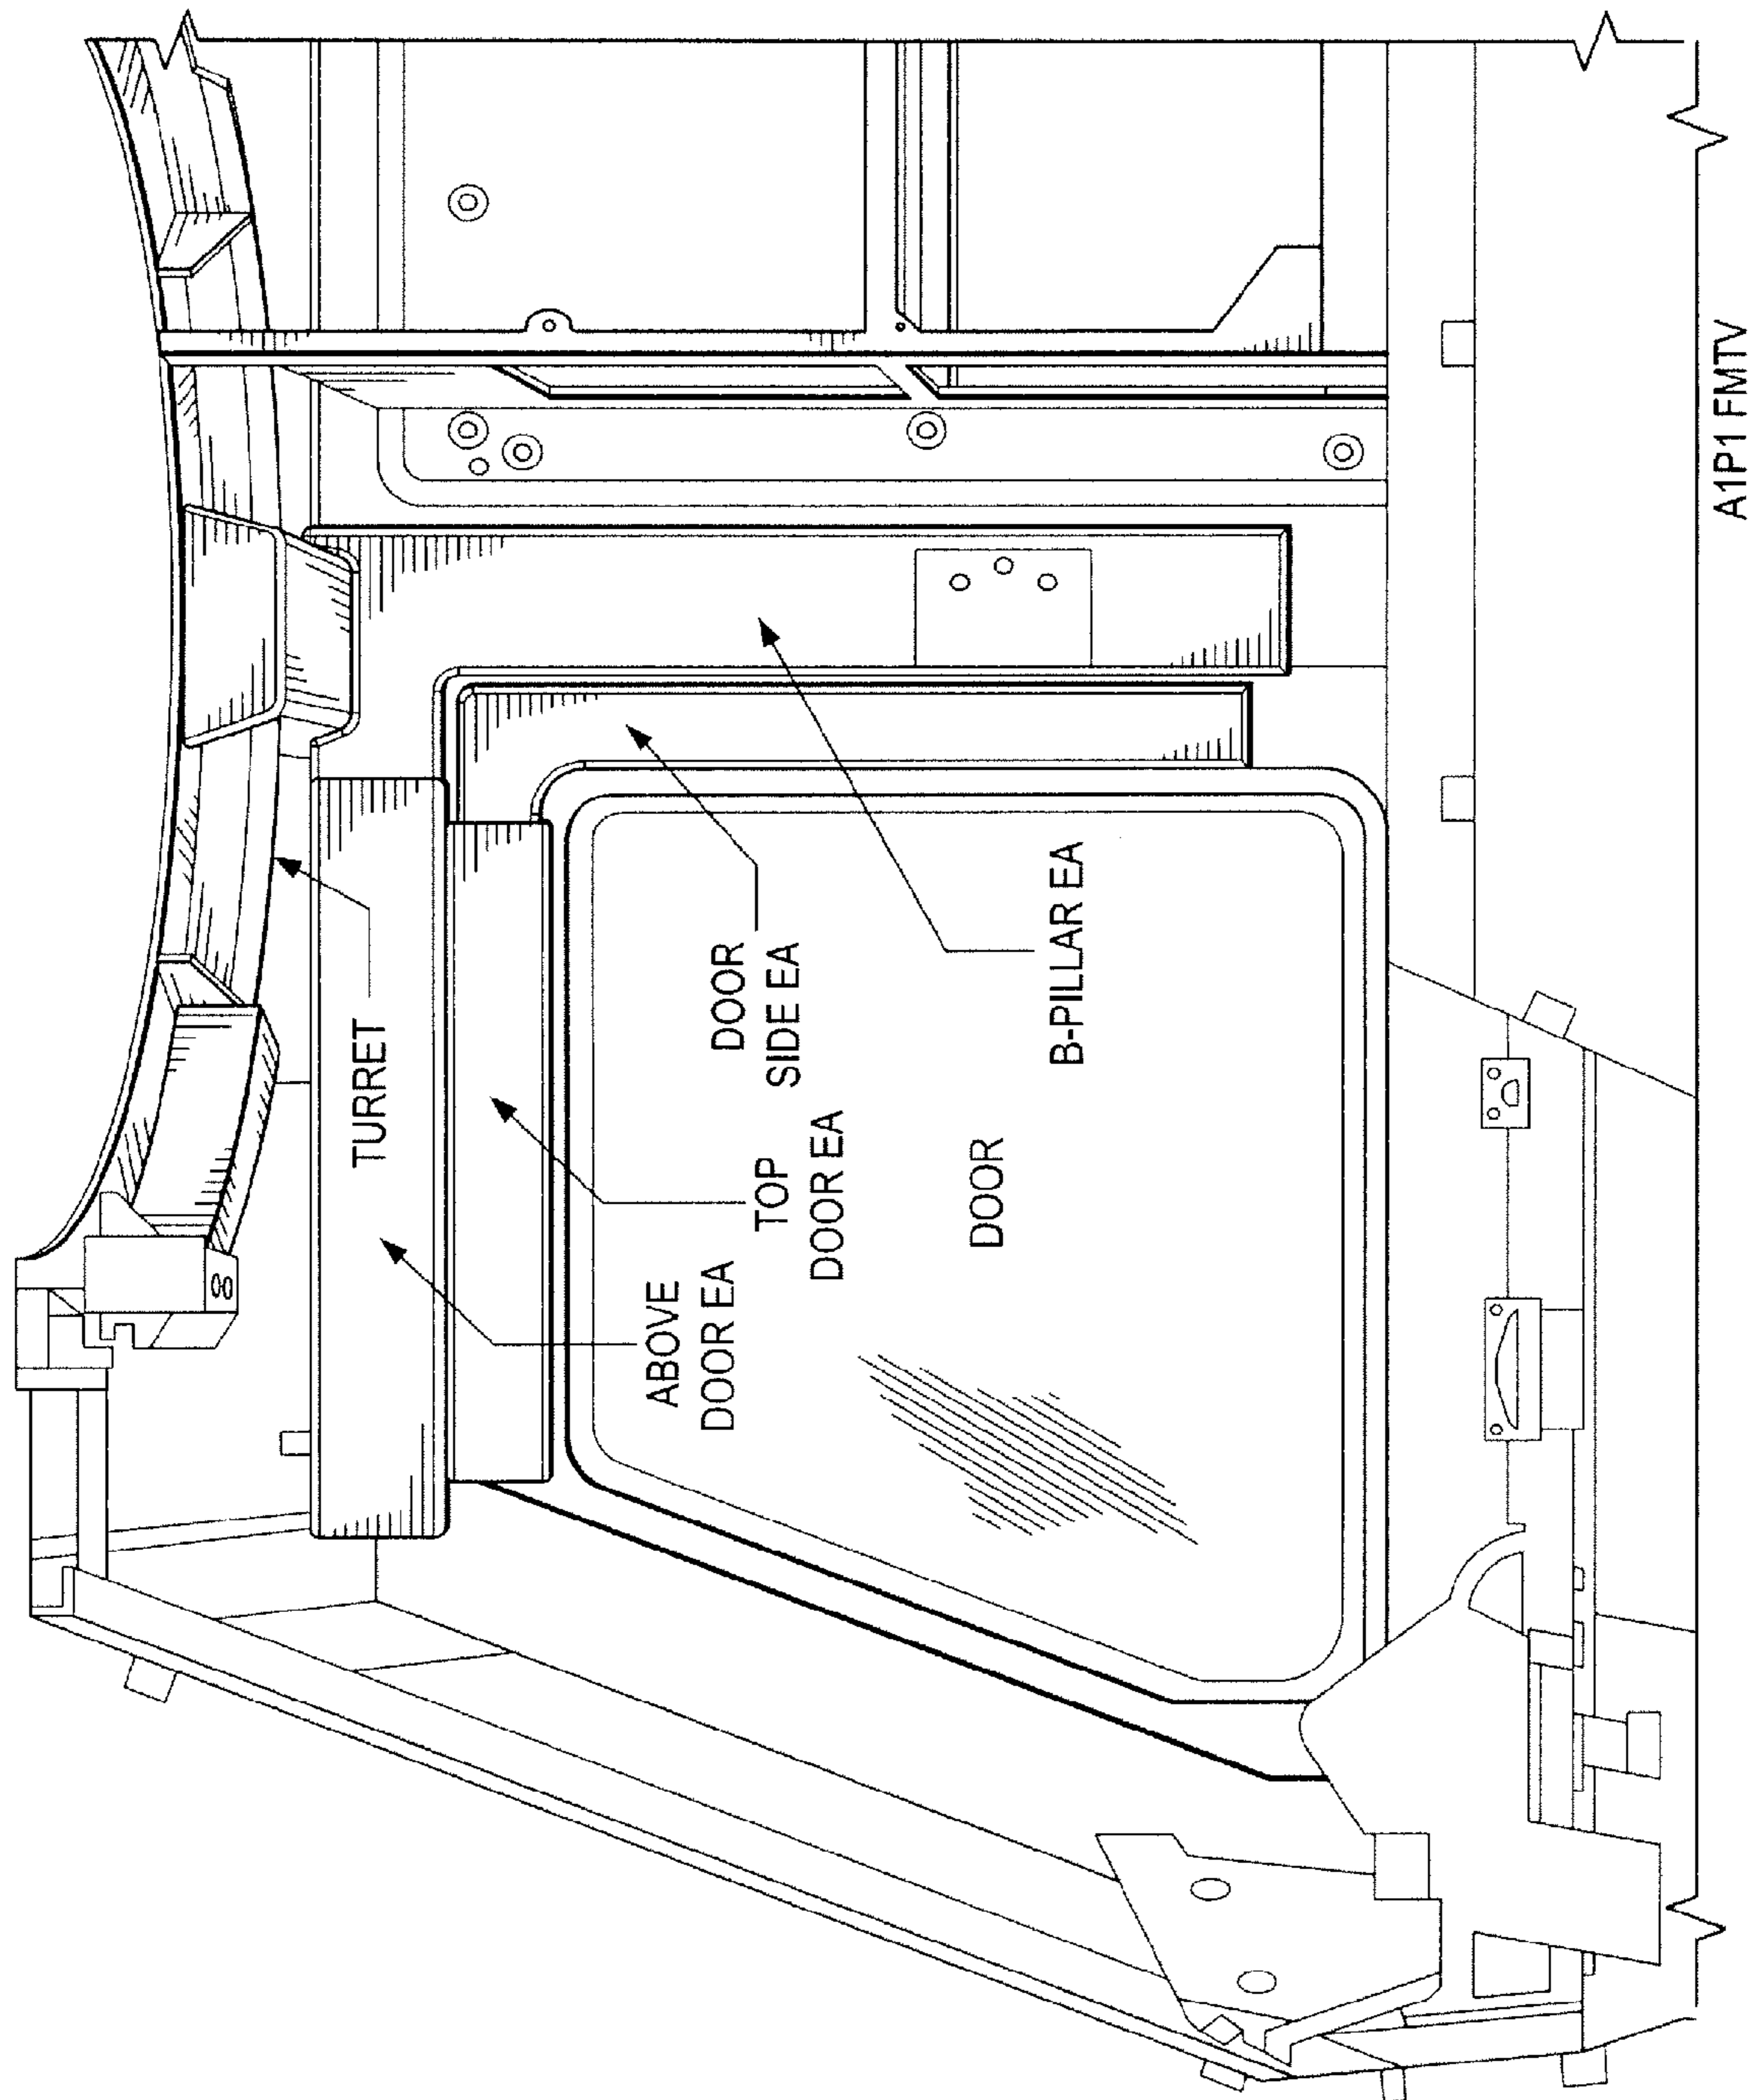 TURRET
ABOVE
DOOR EA
TOP
DOOR EA
DOOR
SIDE EA
DOOR
B-PILLAR EA
A1P1 FMTV